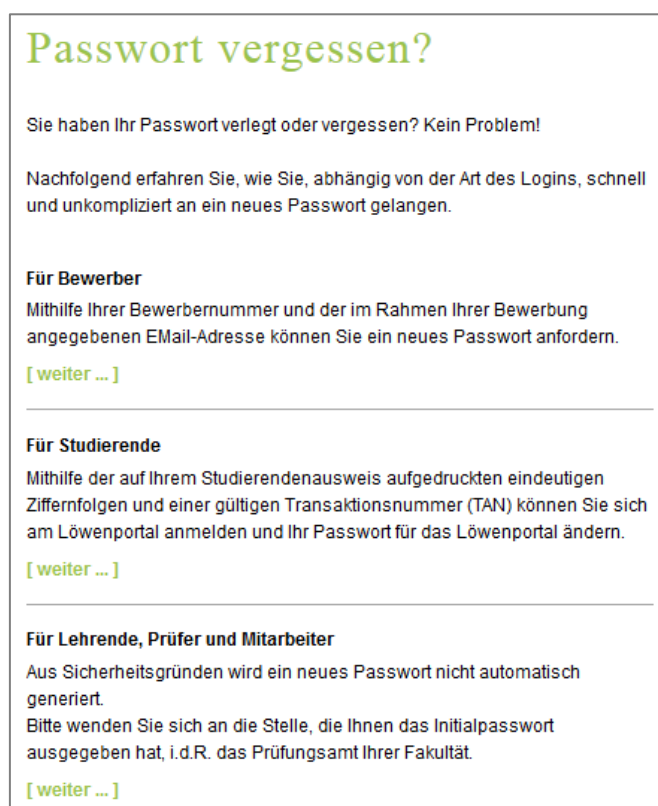 Passwort vergessen?
Sie haben Ihr Passwort verlegt oder vergessen? Kein Problem!
Nachfolgend erfahren Sie, wie Sie, abhängig von der Art des Logins, schnell
und unkompliziert an ein neues Passwort gelangen.
Für Bewerber
Mithilfe Ihrer Bewerbernummer und der im Rahmen Ihrer Bewerbung
angegebenen EMail-Adresse können Sie ein neues Passwort anfordern.
[ weiter ... ]
Für Studierende
Mithilfe der auf Ihrem Studierendenausweis aufgedruckten eindeutigen
Ziffernfolgen und einer gültigen Transaktionsnummer (TAN) können Sie sich
am Löwenportal anmelden und Ihr Passwort für das Löwenportal ändern.
[ weiter ... ]
Für Lehrende, Prüfer und Mitarbeiter
Aus Sicherheitsgründen wird ein neues Passwort nicht automatisch
generiert.
Bitte wenden Sie sich an die Stelle, die Ihnen das Initialpasswort
ausgegeben hat, i.d.R. das Prüfungsamt Ihrer Fakultät.
[ weiter ... ]